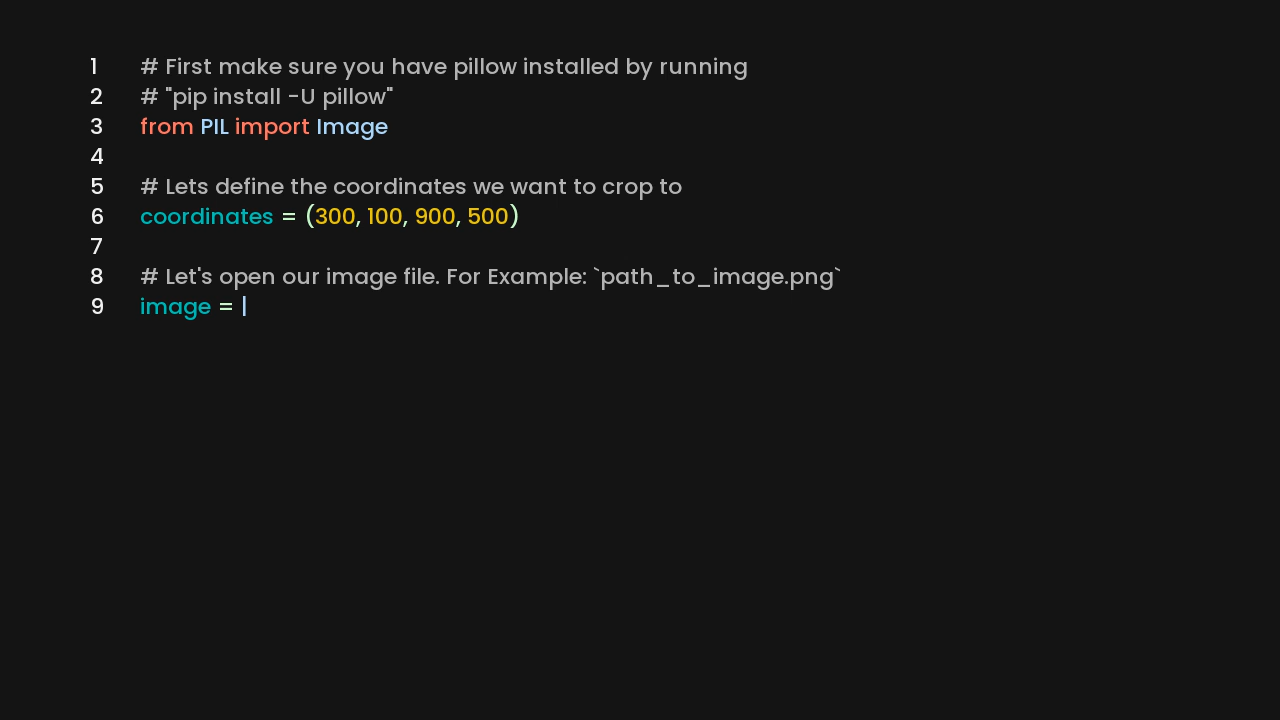 1 # First make sure you have pillow installed by running
2 # "pip install -U pillow"
3 from PIL import Image
4
5 # Lets define the coordinates we want to crop to
6 coordinates = (300, 100, 900, 500)
7
8 # Let's open our image file. For Example: `path_to_image.png`
9 image = |